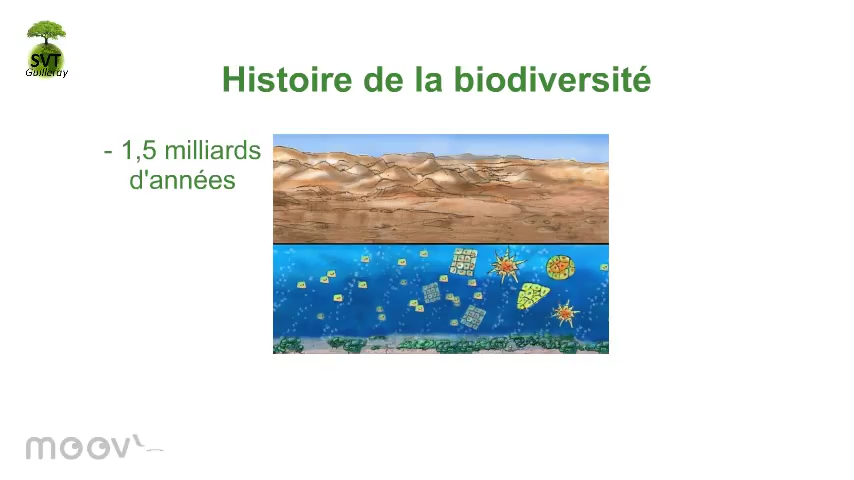 SVT
Guilleray
Histoire de la biodiversité
- 1,5 milliards
d'années
moov